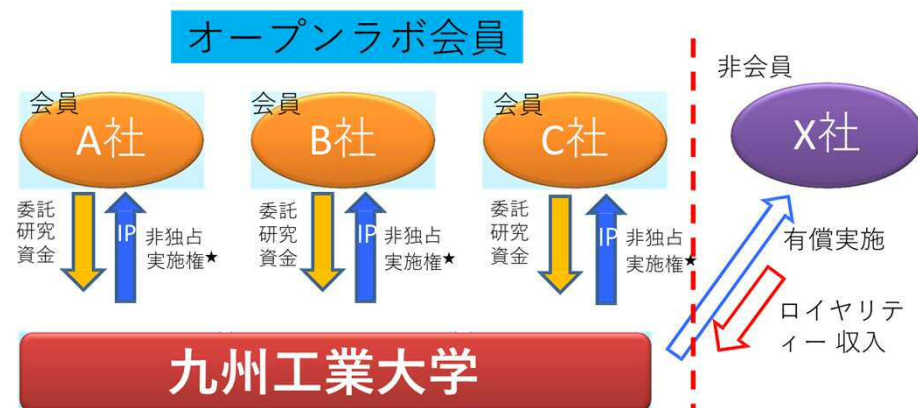 オープンラボ会員
非会員
会員
A社
会員
B社
会員
C社
X社
委託
研究
資金
IP
非独占
実施権★
委託
研究
資金
IP
非独占
実施権★
委託
研究
資金
IP
非独占
実施権★
有償実施
ロイヤリテ
ィー 収入
九州工業大学